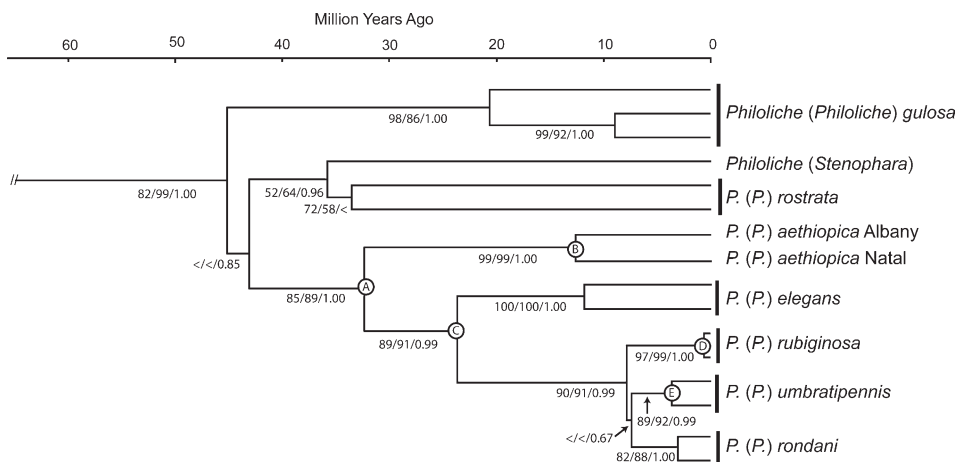 Million Years Ago
60 50 40 30 20 10 0
98/86/1.00
Philoliche (Philoliche) gulosa
99/92/1.00
Philoliche (Stenophara)
//
82/99/1.00
52/64/0.96
P. (P.) rostrata
72/58/<
P. (P.) aethiopica Albany
B
99/99/1.00
P. (P.) aethiopica Natal
</</0.85
A
85/89/1.00
P. (P.) elegans
100/100/1.00
C
89/91/0.99
D
P. (P.) rubiginosa
97/99/1.00
90/91/0.99
E
P. (P.) umbratipennis
89/92/0.99
</</0.67
P. (P.) rondani
82/88/1.00